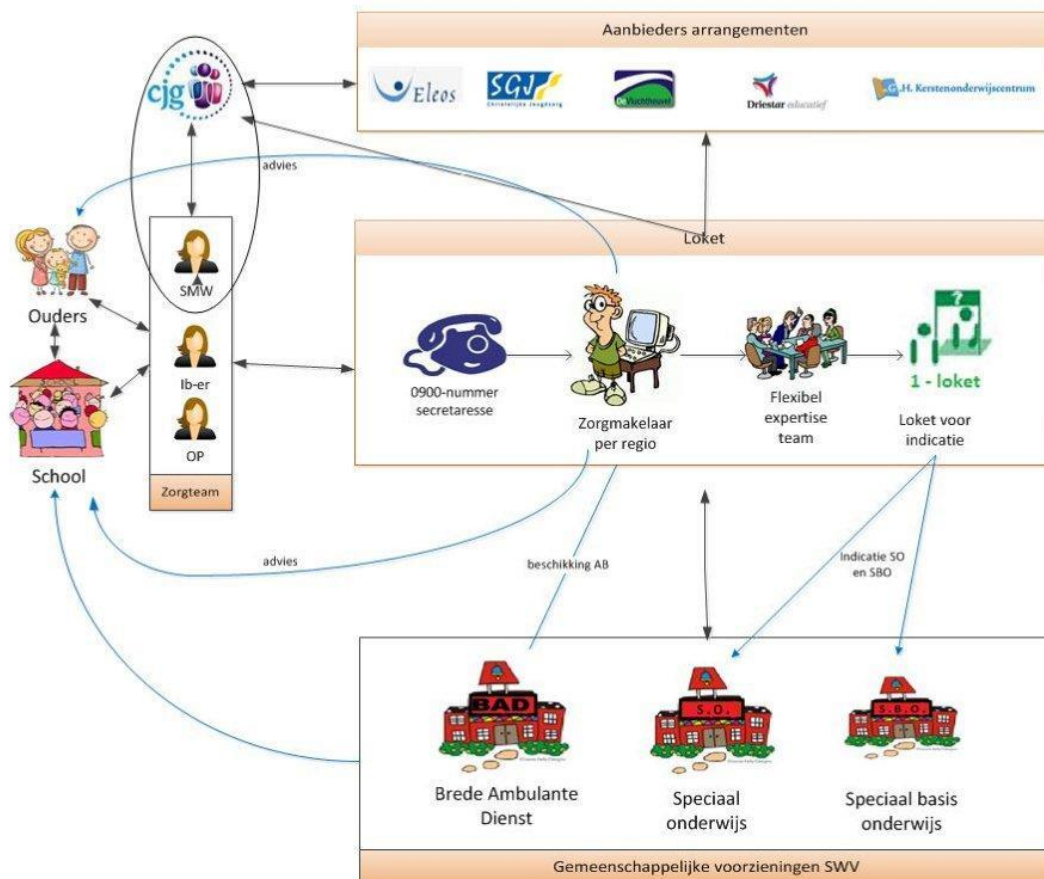 Aanbieders arrangementen
cjg
Eleos
SGJ
Christelijke Jeugdzorg
De Vluchtheuvel
Driestar educatief
G.H. Kerstenonderwijscentrum
advies
Loket
SMW
Ouders
Ib-er
OP
School
Zorgteam
0900-nummer
secretaresse
Zorgmakelaar
per regio
Flexibel
expertise
team
?
1 - loket
Loket voor
indicatie
advies
beschikking AB
Indicatie SO
en SBO
BAD
S.O.
S.B.O.
Brede Ambulante
Dienst
Speciaal
onderwijs
Speciaal basis
onderwijs
Gemeenschappelijke voorzieningen SWV